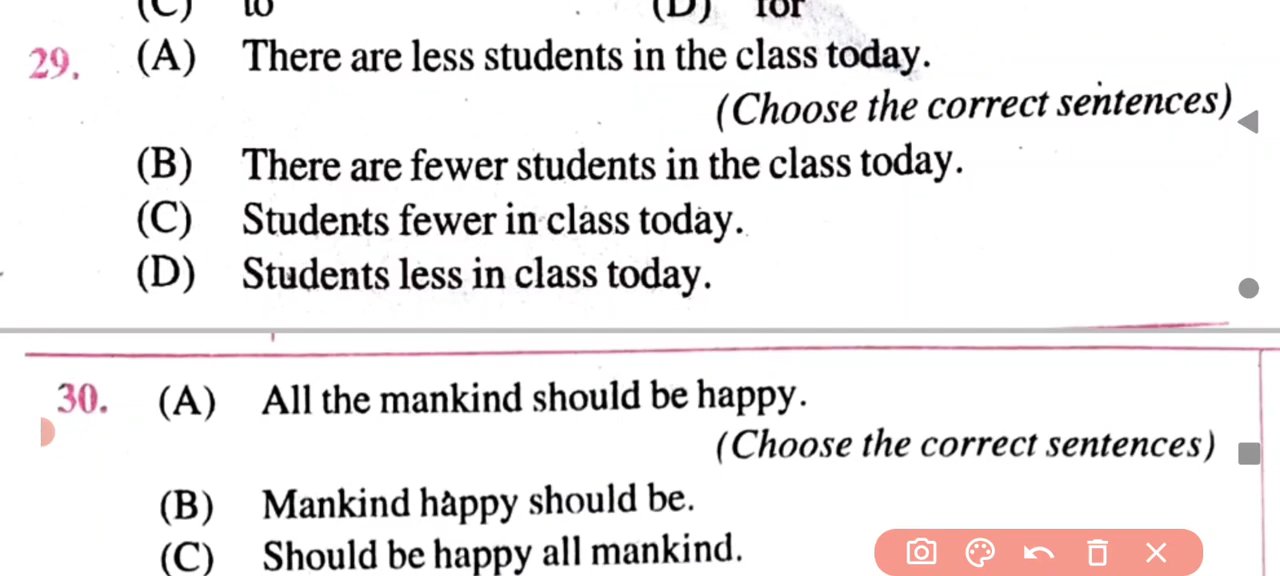 (C) to (D) for
29. (A) There are less students in the class today.
(Choose the correct sentences)
(B) There are fewer students in the class today.
(C) Students fewer in class today.
(D) Students less in class today.
30. (A) All the mankind should be happy.
(Choose the correct sentences)
(B) Mankind happy should be.
(C) Should be happy all mankind.